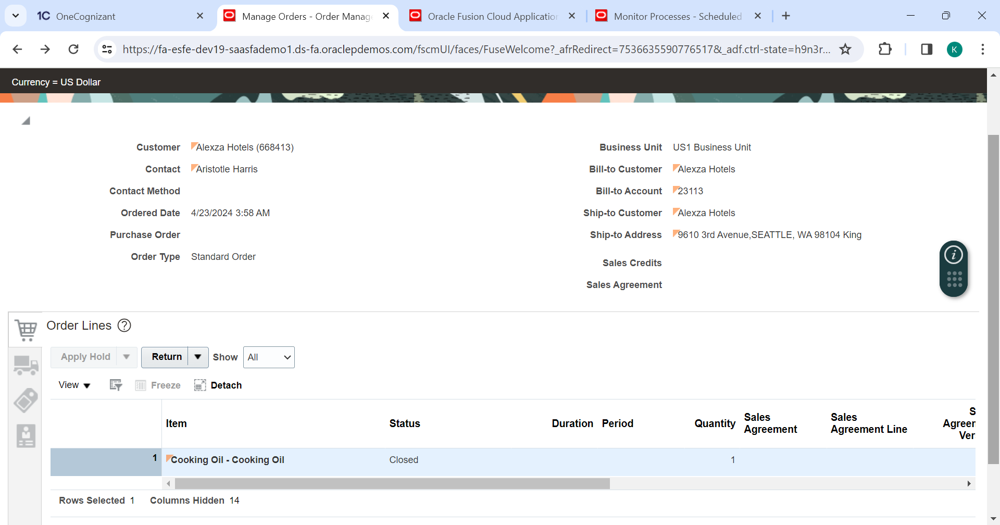 1C OneCognizant
Manage Orders - Order Manag
Oracle Fusion Cloud Application
Monitor Processes - Scheduled
https://fa-esfe-dev19-saasfademo1.ds-fa.oraclepdemos.com/fscmUI/faces/FuseWelcome?_afrRedirect=7536635590776517&_adf.ctrl-state=h9n3r...
K
Currency = US Dollar
Customer Alexza Hotels (668413)
Contact Aristotle Harris
Contact Method
Ordered Date 4/23/2024 3:58 AM
Purchase Order
Order Type Standard Order
Business Unit US1 Business Unit
Bill-to Customer Alexza Hotels
Bill-to Account 23113
Ship-to Customer Alexza Hotels
Ship-to Address 9610 3rd Avenue,SEATTLE, WA 98104 King
Sales Credits
Sales Agreement
i
Order Lines ?
Apply Hold Return Show All
View Freeze Detach
Item Status Duration Period Quantity Sales Agreement Sales Agreement Line S Agreen Ver
1 Cooking Oil - Cooking Oil Closed 1
Rows Selected 1 Columns Hidden 14